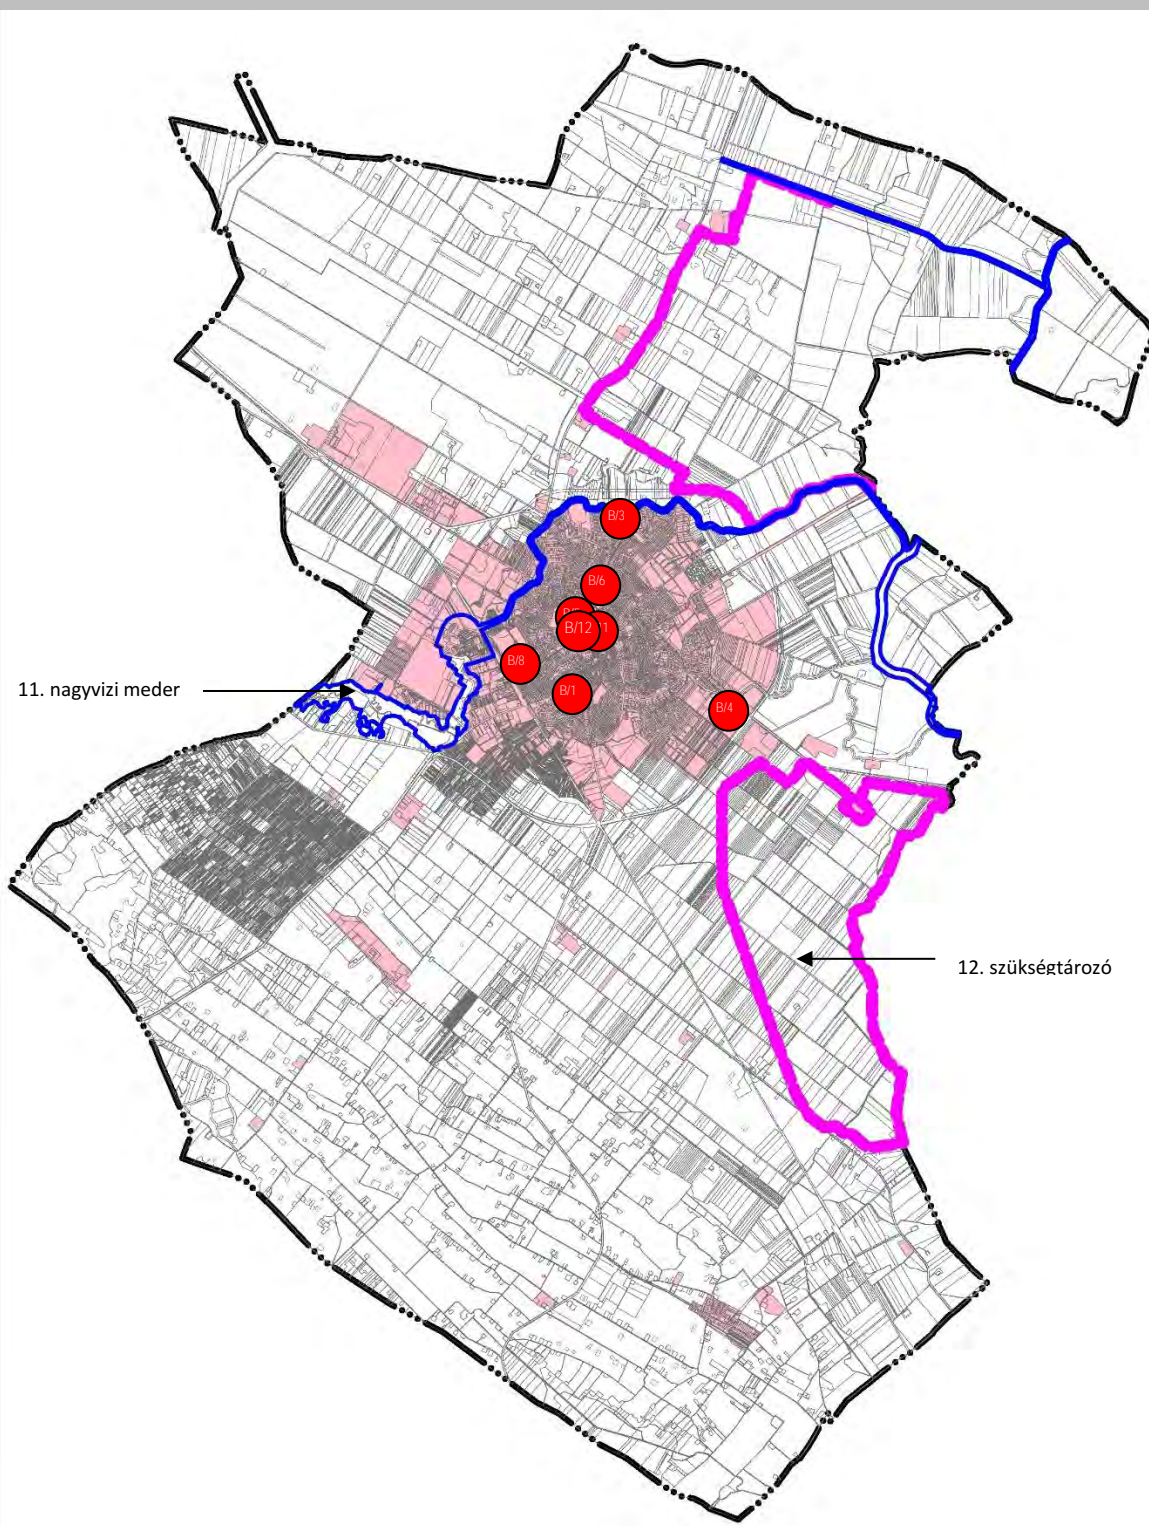 B/3
B/6
B/12
B/8
B/1
B/4
11. nagyvizi meder
12. szükségtározó